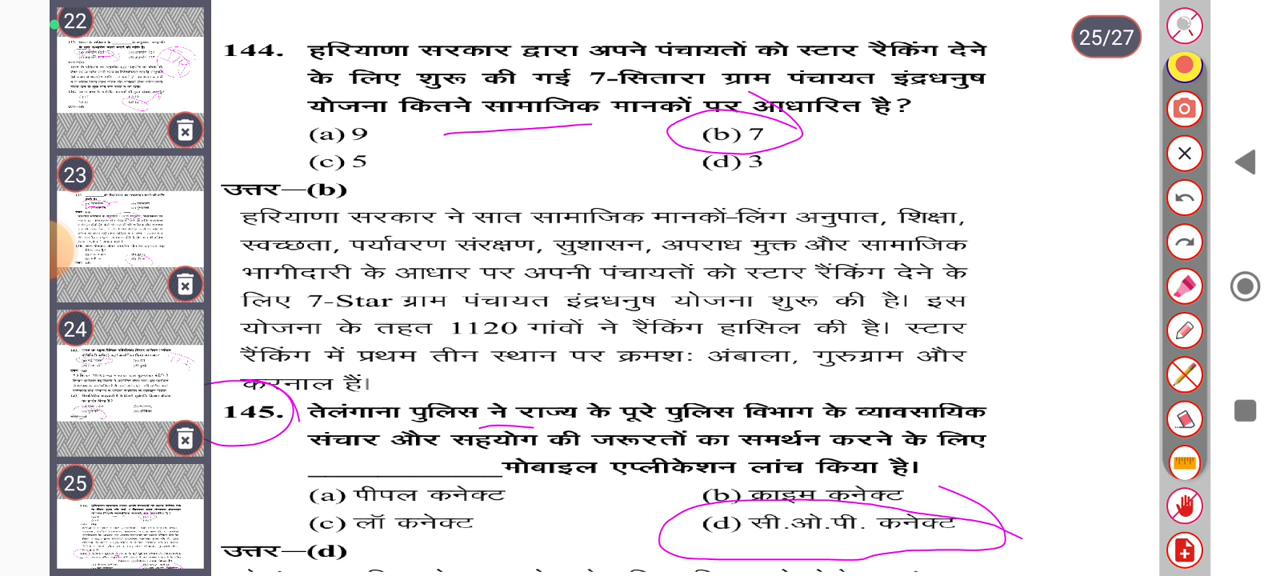 22
23
24
25
25/27
144. हरियाणा सरकार द्वारा अपने पंचायतों को स्टार रैकिंग देने
के लिए शुरू की गई 7-सितारा ग्राम पंचायत इंद्रधनुष
योजना कितने सामाजिक मानकों पर आधारित है?
(a) 9 (b) 7
(c) 5 (d) 3
उत्तर—(b)
हरियाणा सरकार ने सात सामाजिक मानकों-लिंग अनुपात, शिक्षा,
स्वच्छता, पर्यावरण संरक्षण, सुशासन, अपराध मुक्त और सामाजिक
भागीदारी के आधार पर अपनी पंचायतों को स्टार रैंकिंग देने के
लिए 7-Star ग्राम पंचायत इंद्रधनुष योजना शुरू की है। इस
योजना के तहत 1120 गांवों ने रैंकिंग हासिल की है। स्टार
रैंकिंग में प्रथम तीन स्थान पर क्रमशः अंबाला, गुरुग्राम और
करनाल हैं।
145. तेलंगाना पुलिस ने राज्य के पूरे पुलिस विभाग के व्यावसायिक
संचार और सहयोग की जरूरतों का समर्थन करने के लिए
______________ मोबाइल एप्लीकेशन लांच किया है।
(a) पीपल कनेक्ट (b) क्राइम कनेक्ट
(c) लॉ कनेक्ट (d) सी.ओ.पी. कनेक्ट
उत्तर—(d)